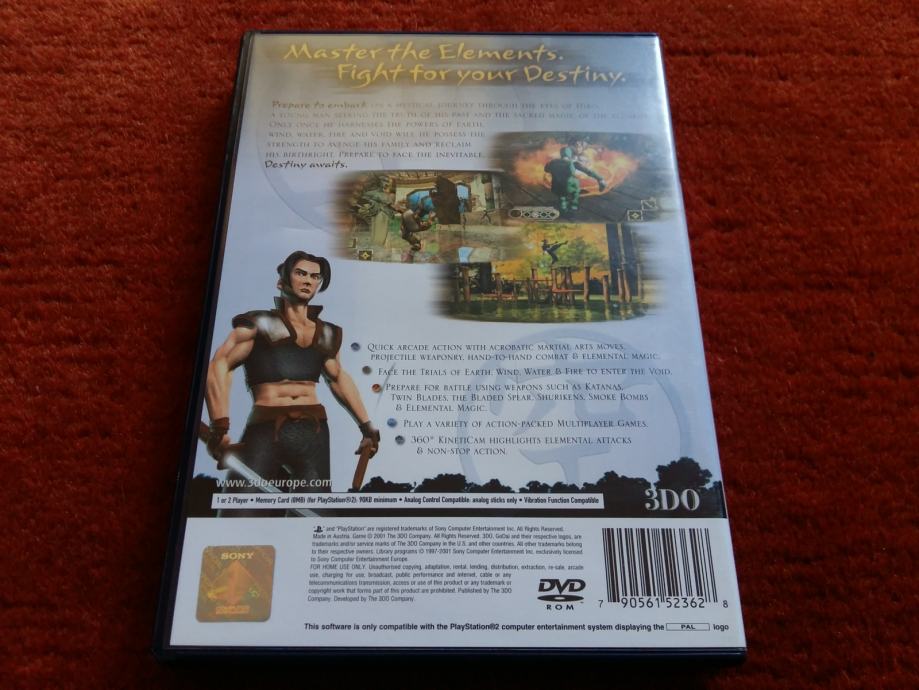 Master the Elements.
Fight for your Destiny.
Prepare to embark on a mystical journey through the eyes of Hiro,
a young man seeking the truth of his past and the sacred magic of the
Only once he harnesses the powers of Earth,
Wind, Water, Fire and Void will he possess the
strength to avenge his family and reclaim
his birthright. Prepare to face the inevitable.
Destiny awaits.
Quick arcade action with acrobatic martial arts moves,
projectile weaponry, hand-to-hand combat & elemental magic.
Face the Trials of Earth, Wind, Water & Fire to enter the Void.
Prepare for battle using weapons such as Katanas,
Twin Blades, the Bladed Spear, Shurikens, Smoke Bombs
& Elemental Magic.
Play a variety of action-packed Multiplayer Games.
360° KinetiCam highlights elemental attacks
& non-stop action.
www.3doeurope.com
1 or 2 Player • Memory Card (8MB) (for PlayStation®2): 90KB minimum • Analog Control Compatible: analog sticks only • Vibration Function Compatible
3DO
and "PlayStation" are registered trademarks of Sony Computer Entertainment Inc. All Rights Reserved.
Made in Austria. Game © 2001 The 3DO Company. All Rights Reserved. 3DO, GoDai and their respective logos, are
trademarks and/or service marks of The 3DO Company in the U.S. and other countries. All other trademarks belong
to their respective owners. Library programs © 1997-2001 Sony Computer Entertainment Inc. exclusively licensed
to Sony Computer Entertainment Europe.
FOR HOME USE ONLY. Unauthorised copying, adaptation, rental, lending, distribution, extraction, re-sale, arcade
use, charging for use, broadcast, public performance and internet, cable or any
telecommunications transmission, access or use of this product or any trademark or
copyright work that forms part of this product are prohibited. Published by The 3DO
Company. Developed by The 3DO Company.
SONY
DVD
ROM
7 90561 52362 8
This software is only compatible with the PlayStation®2 computer entertainment system displaying the PAL logo